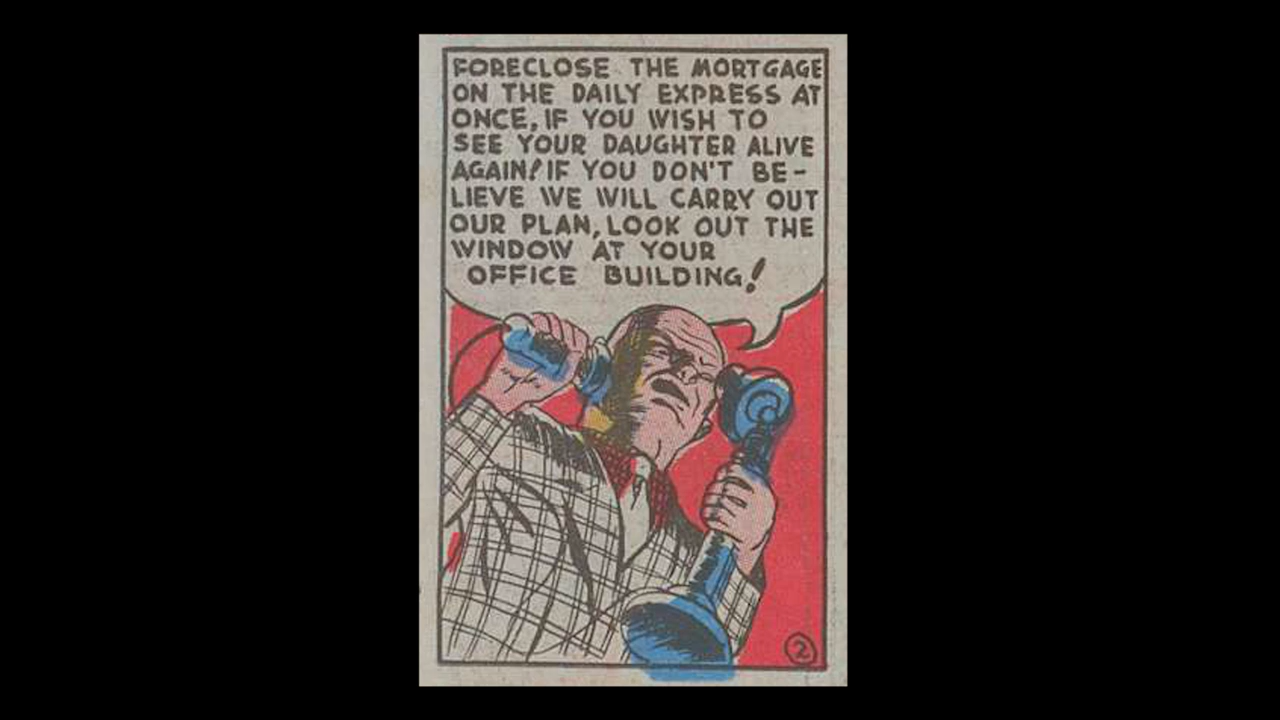 FORECLOSE THE MORTGAGE
ON THE DAILY EXPRESS AT
ONCE, IF YOU WISH TO
SEE YOUR DAUGHTER ALIVE
AGAIN! IF YOU DON'T BE-
LIEVE WE WILL CARRY OUT
OUR PLAN, LOOK OUT THE
WINDOW AT YOUR
OFFICE BUILDING!
2